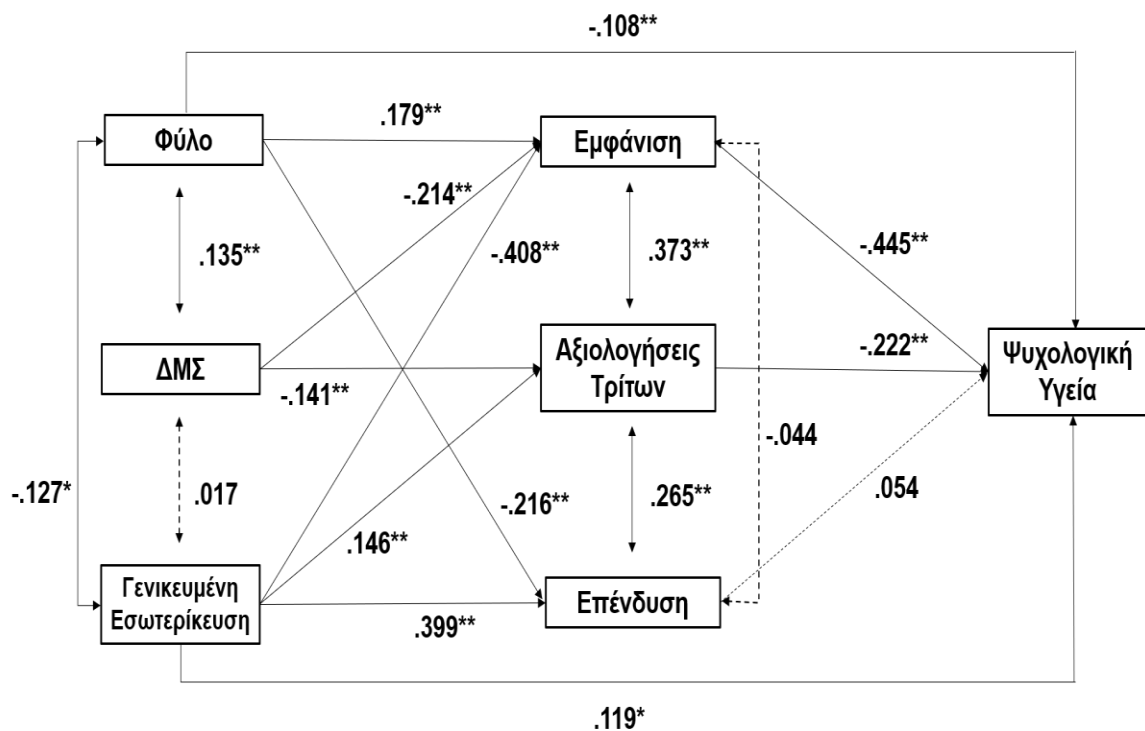 -.108**
Φύλο
.179**
Εμφάνιση
-.214**
.135**
-.408**
.373**
-.445**
ΔΜΣ
-.141**
Αξιολογήσεις
Τρίτων
-.222**
Ψυχολογική
Υγεία
-.044
-.127*
.017
-.216**
.265**
.054
.146**
Γενικευμένη
Εσωτερίκευση
.399**
Επένδυση
.119*